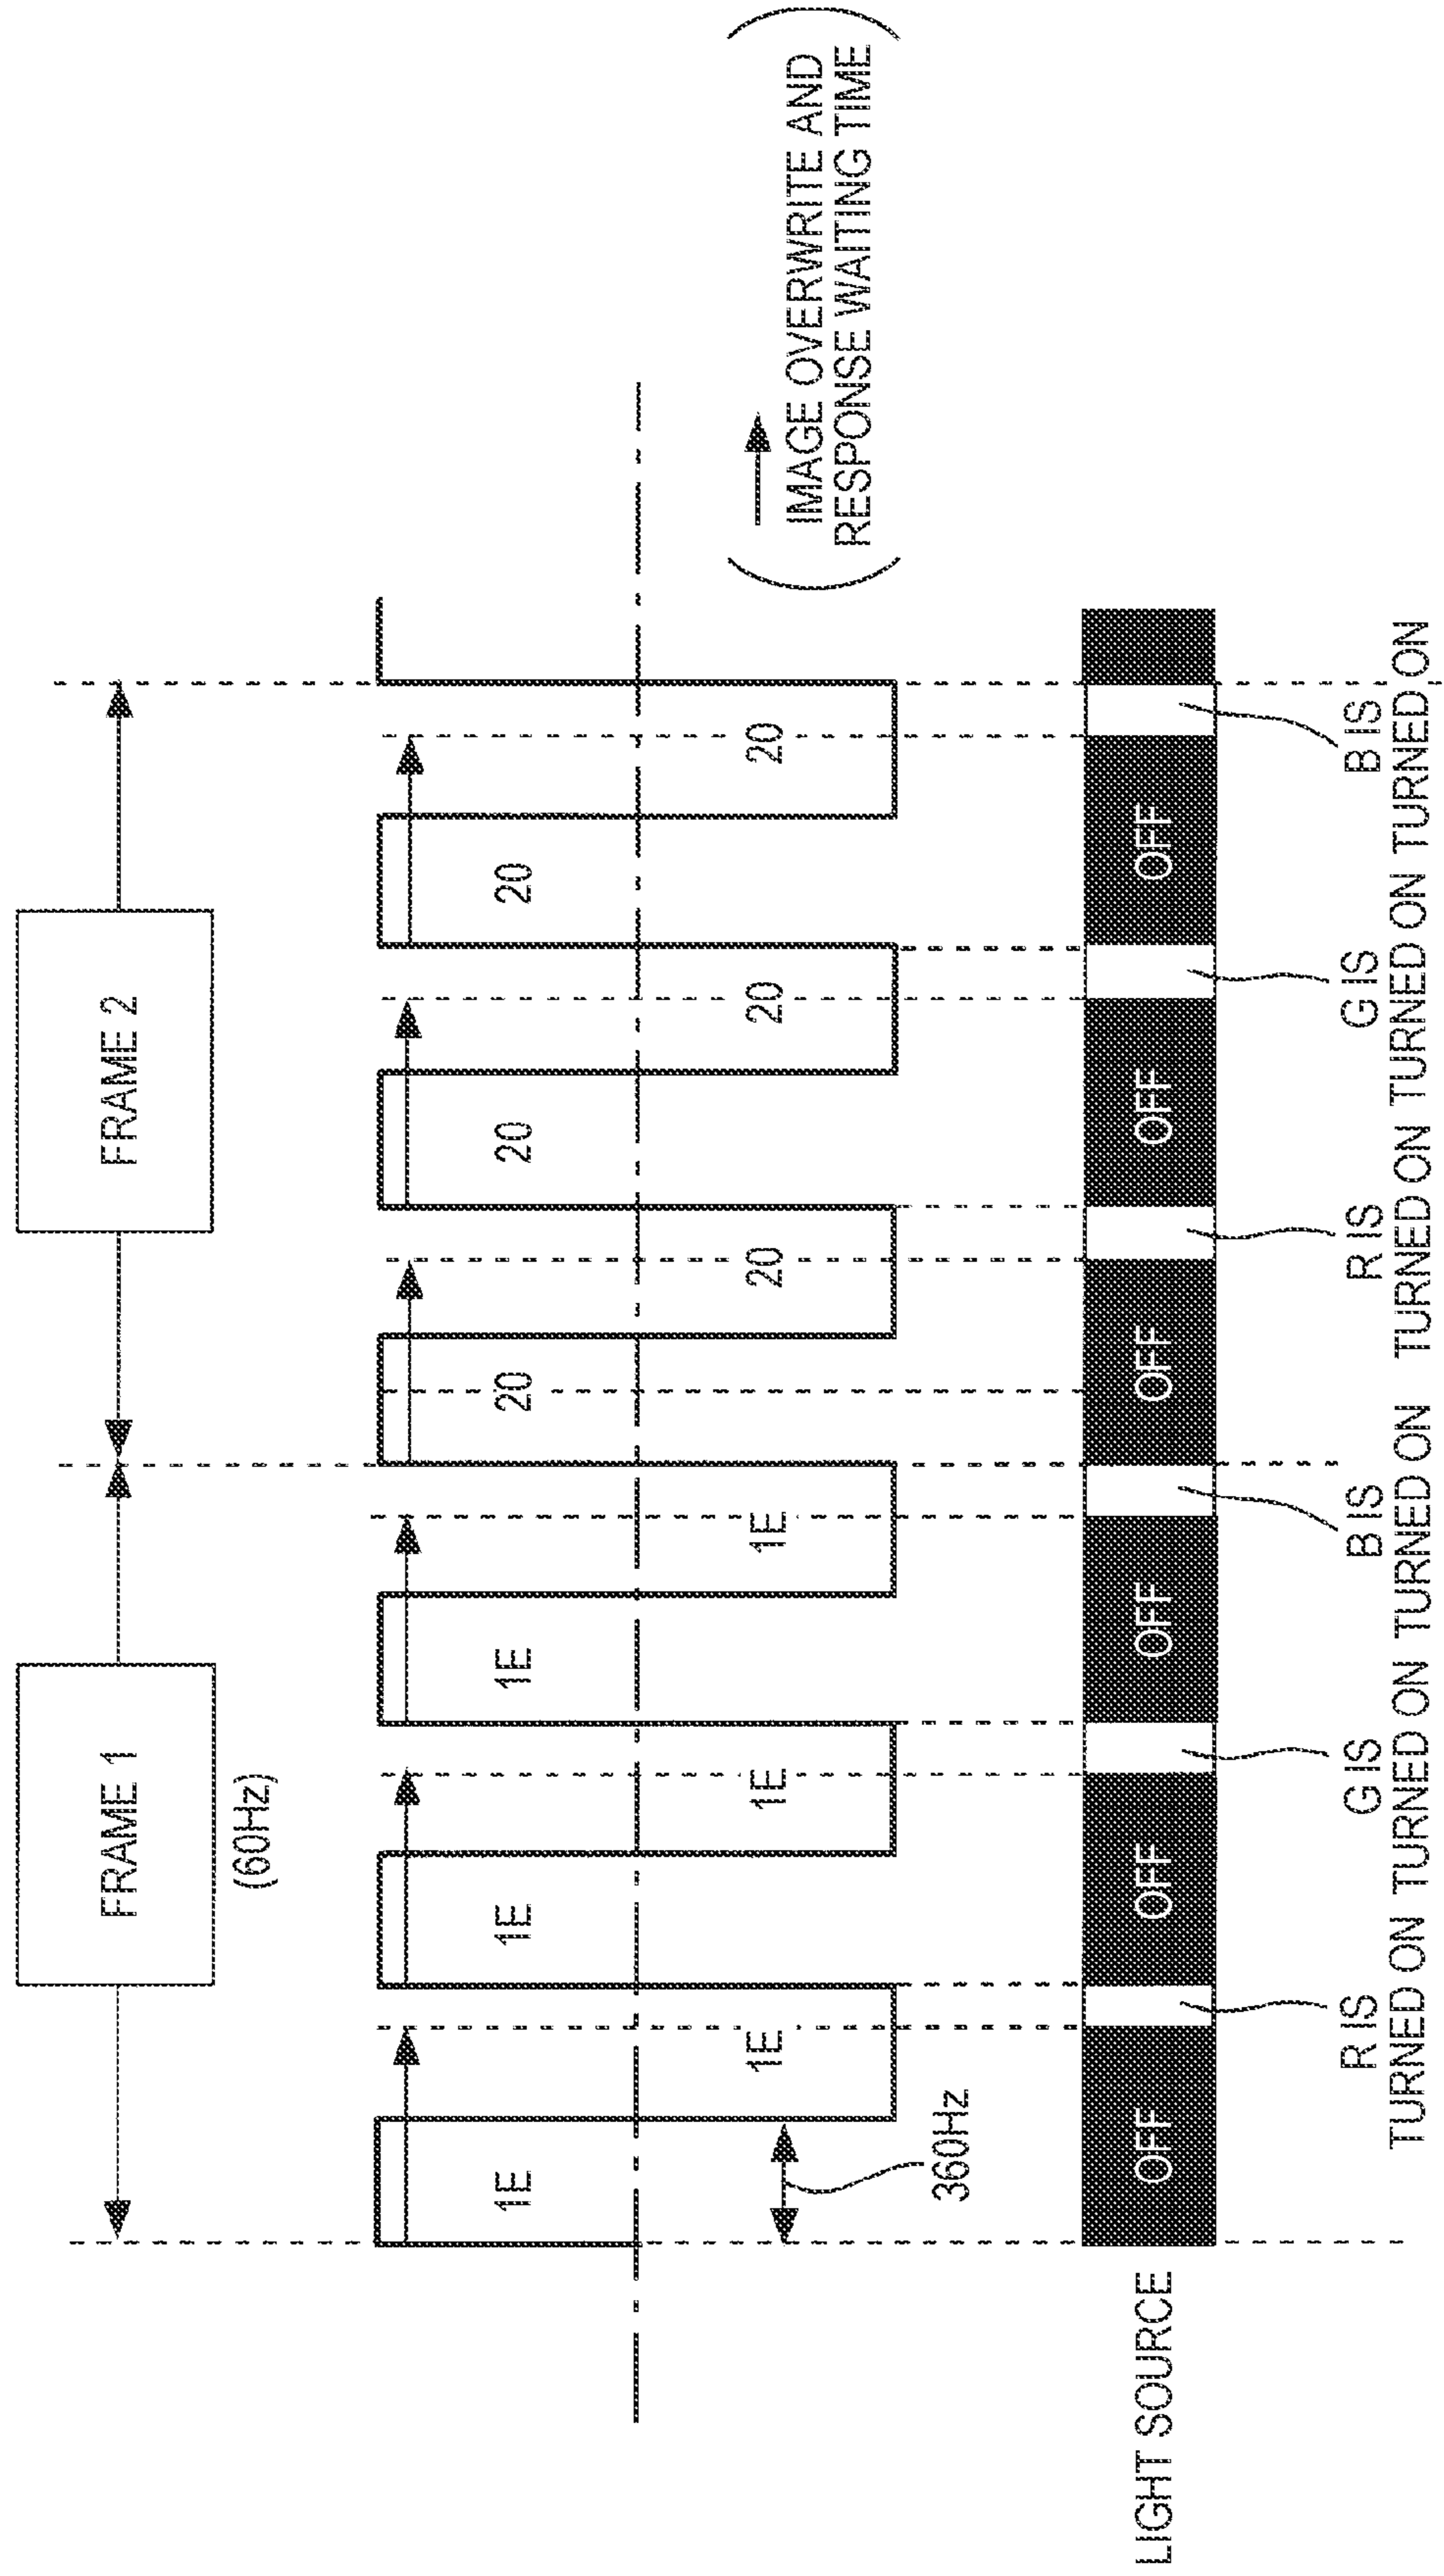 FRAME 1
FRAME 2
(60Hz)
1E
1E
1E
20
20
20
1E
1E
1E
20
20
20
360Hz
IMAGE OVERWRITE AND
RESPONSE WAITING TIME
LIGHT SOURCE
OFF
OFF
OFF
OFF
OFF
OFF
R IS
TURNED ON
G IS
TURNED ON
B IS
TURNED ON
R IS
TURNED ON
G IS
TURNED ON
B IS
TURNED ON